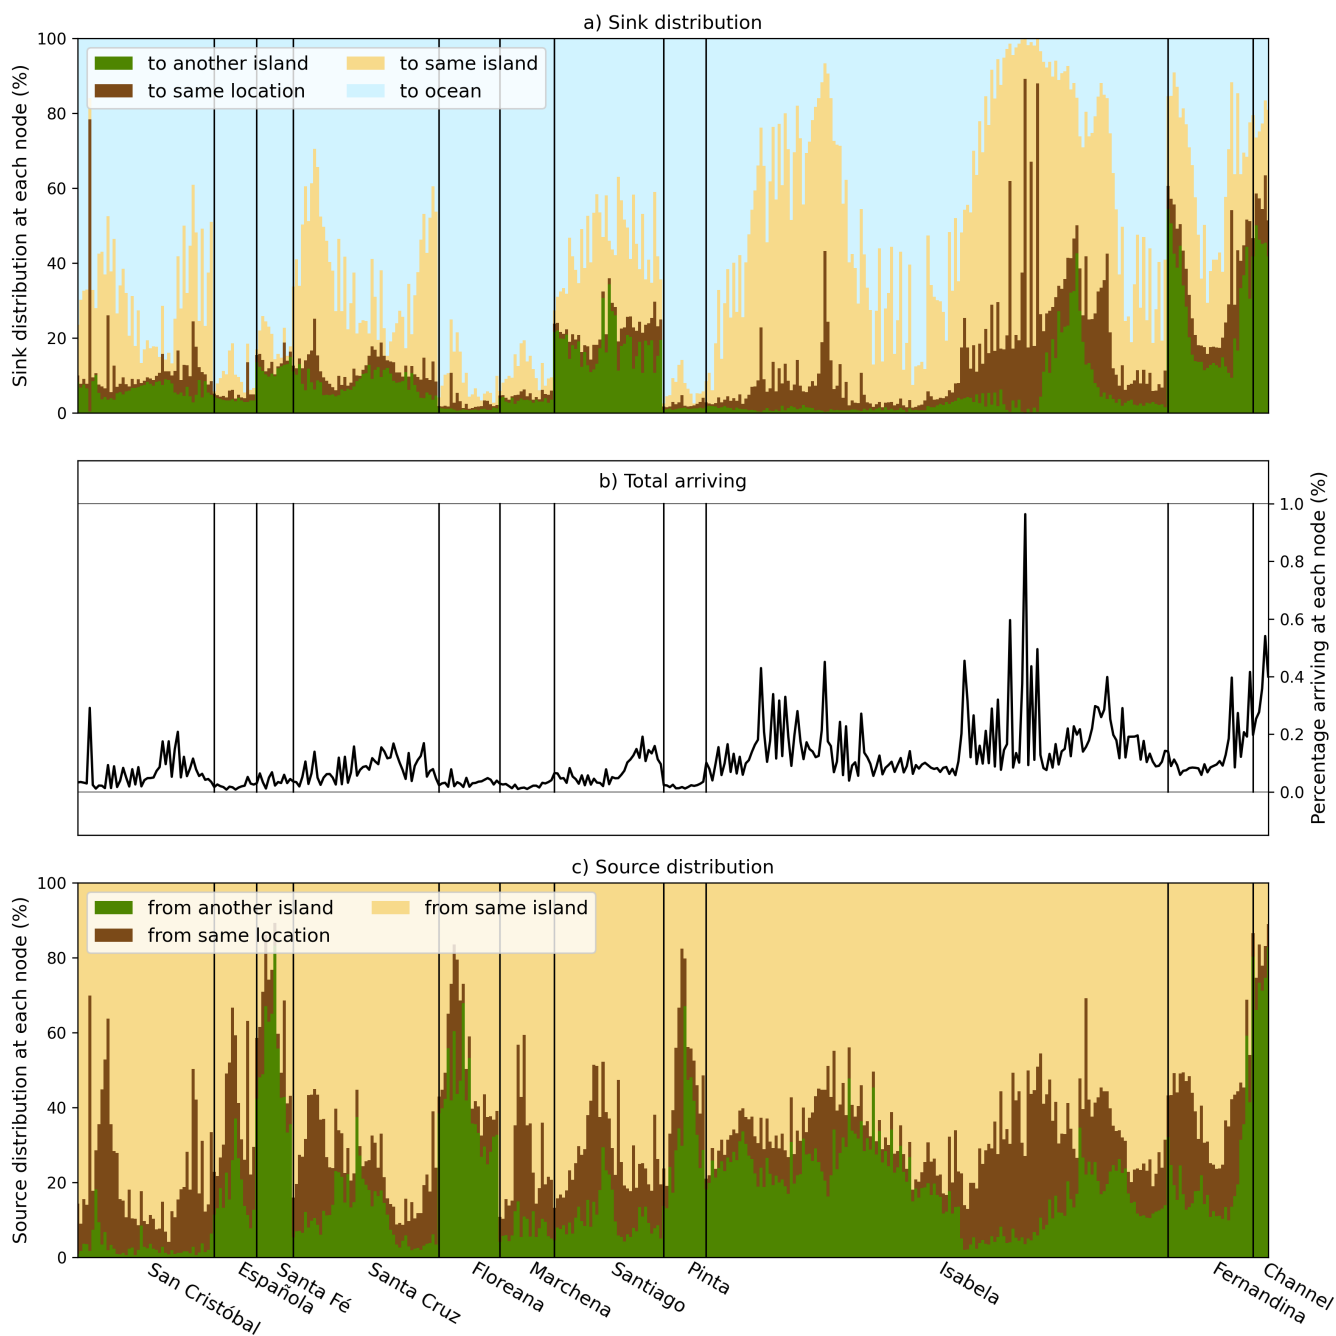 a) Sink distribution
100
80
60
40
20
0
Sink distribution at each node (%)
to another island
to same location
to same island
to ocean
b) Total arriving
1.0
0.8
0.6
0.4
0.2
0.0
Percentage arriving at each node (%)
c) Source distribution
100
80
60
40
20
0
Source distribution at each node (%)
from another island
from same location
from same island
San Cristóbal
Española
Santa Fé
Santa Cruz
Floreana
Marchena
Santiago
Pinta
Isabela
Fernandina
Channel